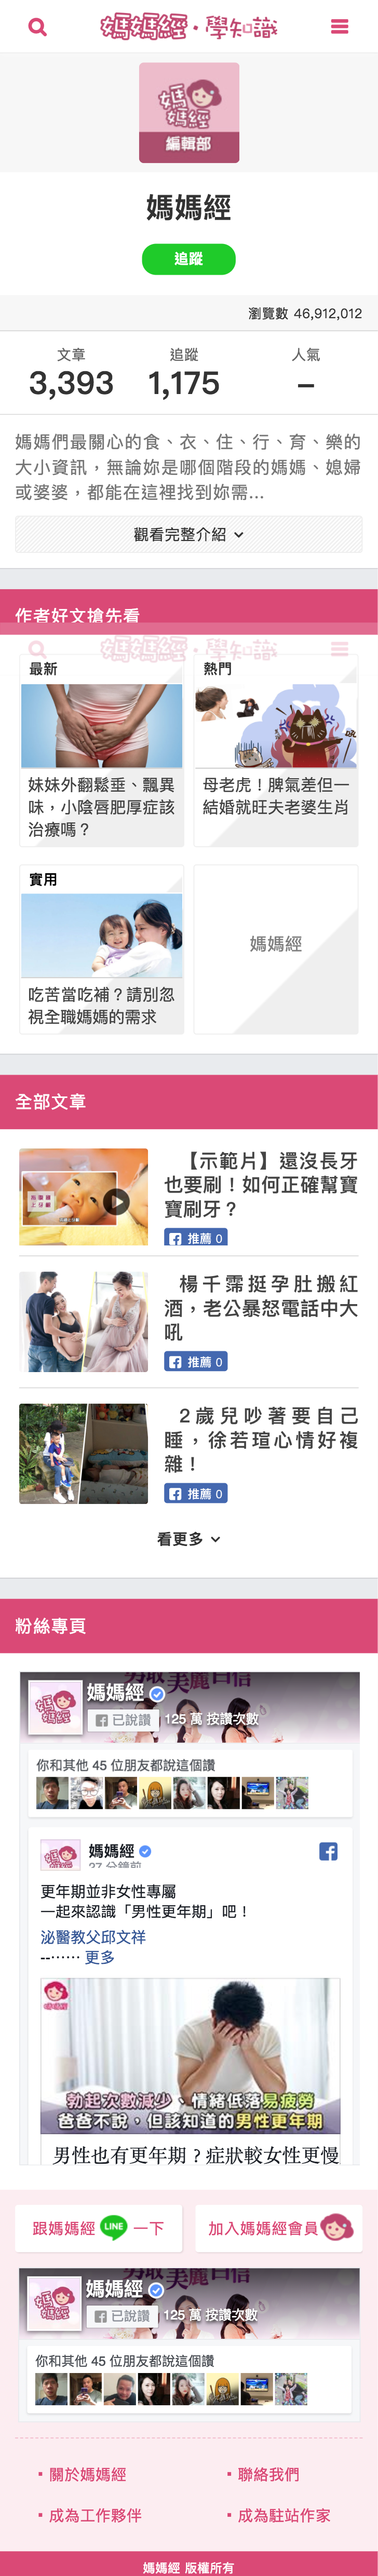 媽媽經·學知識
媽媽經
編輯部
媽媽經
追蹤
瀏覽數 46,912,012
文章
追蹤
人氣
3,393
1,175
–
媽媽們最關心的食、衣、住、行、育、樂的
大小資訊，無論妳是哪個階段的媽媽、媳婦
或婆婆，都能在這裡找到妳需...
觀看完整介紹
作者好文搶先看
媽媽經·學知識
最新
妹妹外翻鬆垂、飄異
味，小陰唇肥厚症該
治療嗎？
熱門
母老虎！脾氣差但一
結婚就旺夫老婆生肖
實用
吃苦當吃補？請別忽
視全職媽媽的需求
媽媽經
全部文章
【示範片】還沒長牙
也要刷！如何正確幫寶
寶刷牙？
推薦 0
楊千霈挺孕肚搬紅
酒，老公暴怒電話中大
吼
推薦 0
2歲兒吵著要自己
睡，徐若瑄心情好複
雜！
推薦 0
看更多
粉絲專頁
媽媽經
媽媽經
已說讚
125 萬 按讚次數
你和其他 45 位朋友都說這個讚
媽媽經
媽媽經
27 分鐘前
更年期並非女性專屬
一起來認識「男性更年期」吧！
泌醫教父邱文祥
--⋯⋯ 更多
勃起次數減少、情緒低落易疲勞
爸爸不說，但該知道的男性更年期
男性也有更年期？症狀較女性更慢
跟媽媽經 LINE 一下
加入媽媽經會員
媽媽經
媽媽經
已說讚
125 萬 按讚次數
你和其他 45 位朋友都說這個讚
關於媽媽經
聯絡我們
成為工作夥伴
成為駐站作家
媽媽經 版權所有